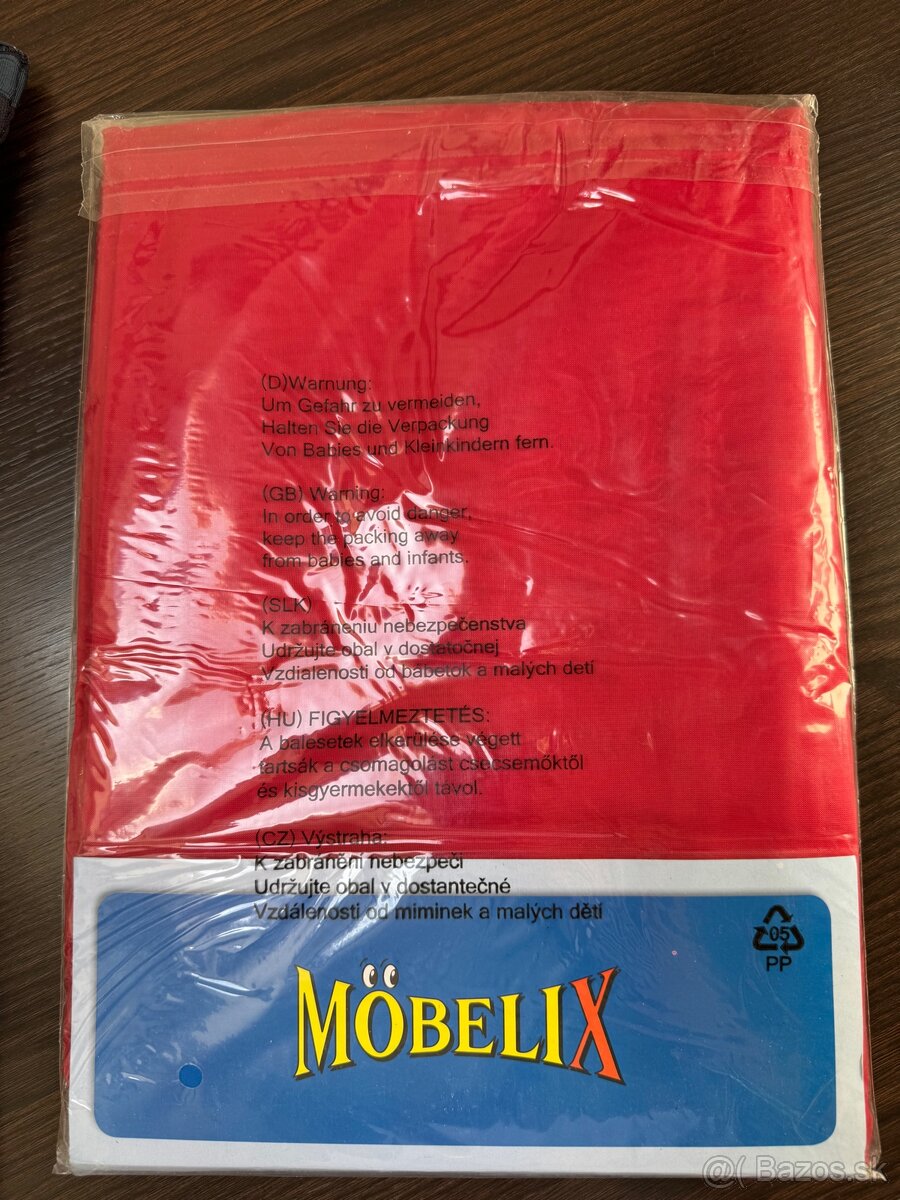 (D)Warnung:
Um Gefahr zu vermeiden,
Halten Sie die Verpackung
Von Babies und Kleinkindern fern.
(GB) Warning:
In order to avoid danger,
keep the packing away
from babies and infants.
(SLK)
K zabráneniu nebezpečenstva
Udržujte obal v dostatočnej
Vzdialenosti od bábetok a malých detí
(HU) FIGYELMEZTETÉS:
A balesetek elkerülése végett
tartsák a csomagolást csecsemőktől
és kisgyermekektől távol.
(CZ) Výstraha:
K zabránění nebezpečí
Udržujte obal v dostantečné
Vzdálenosti od miminek a malých dětí
05
PP
MÖBELIX
@( Bazos.sk